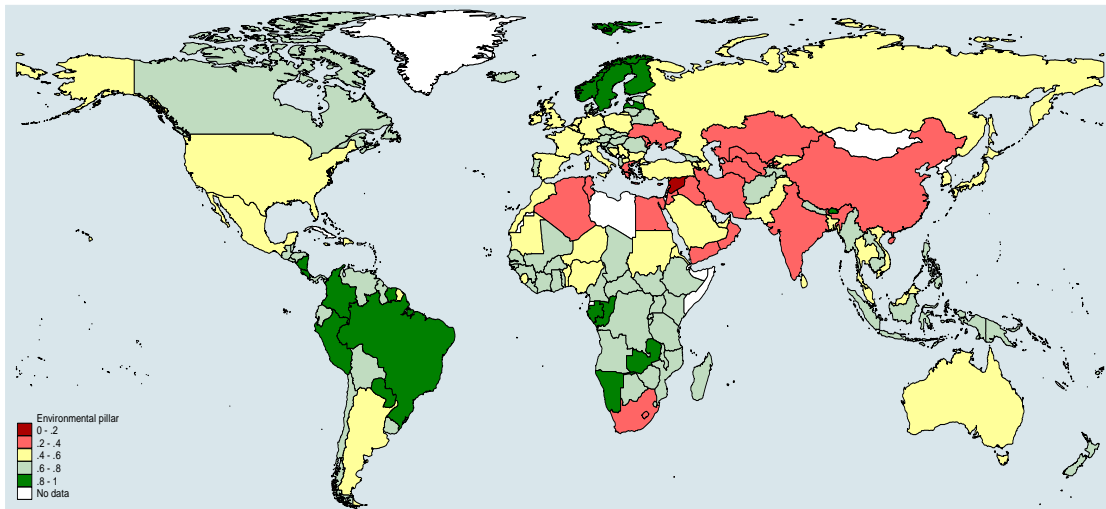 Environmental pillar
0 - .2
.2 - .4
.4 - .6
.6 - .8
.8 - 1
No data